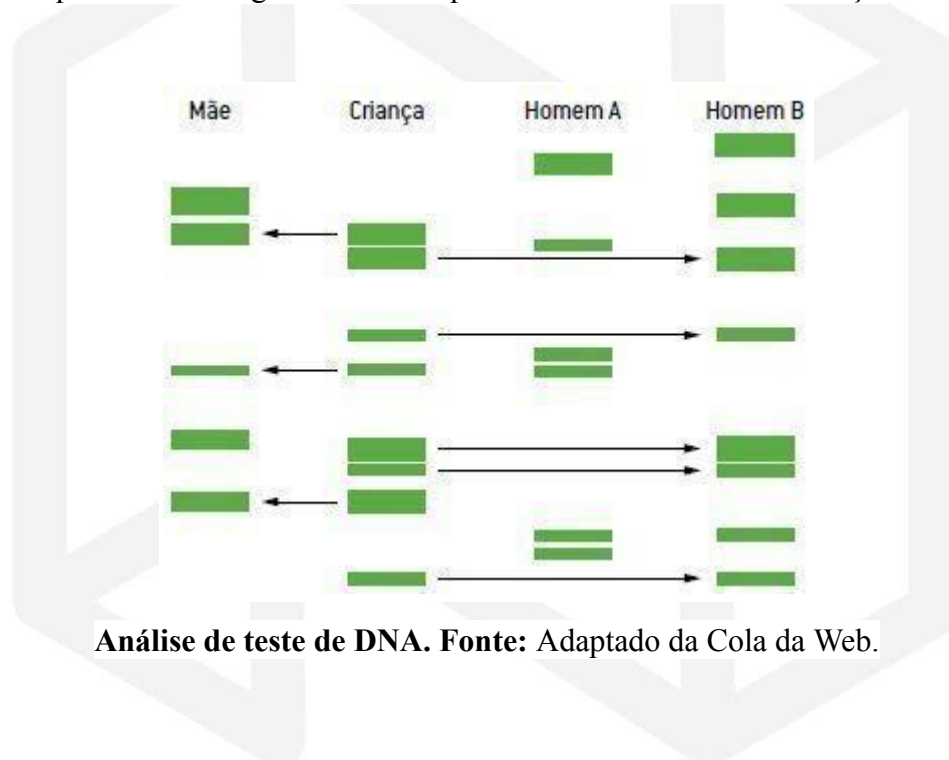 Mãe Criança Homem A Homem B
Análise de teste de DNA. Fonte: Adaptado da Cola da Web.